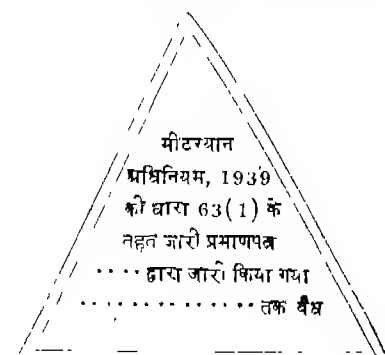 मीटरयान
अधिनियम, 1939
की धारा 63(1) के
तहत जारी प्रमाणपत्र
.... द्वारा जारी किया गया
.............. तक वैध